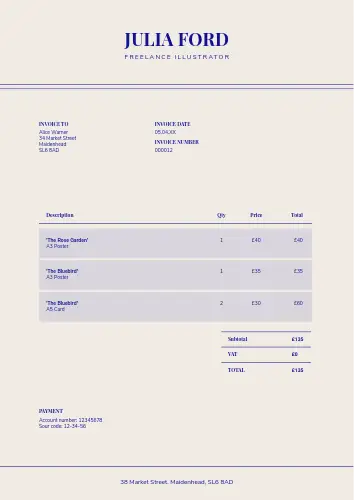 JULIA FORD
FREELANCE ILLUSTRATOR
INVOICE TO
Alice Warner
34 Market Street
Maidenhead
SL6 8AD
INVOICE DATE
05.04.XX
INVOICE NUMBER
000012
Description Qty Price Total
'The Rose Garden' 1 £40 £40
A3 Poster
'The Bluebird' 1 £35 £35
A3 Poster
'The Bluebird' 2 £30 £60
A5 Card
Subtotal £135
VAT £0
TOTAL £135
PAYMENT
Account number: 12345678
Sour code: 12-34-56
38 Market Street, Maidenhead, SL6 8AD